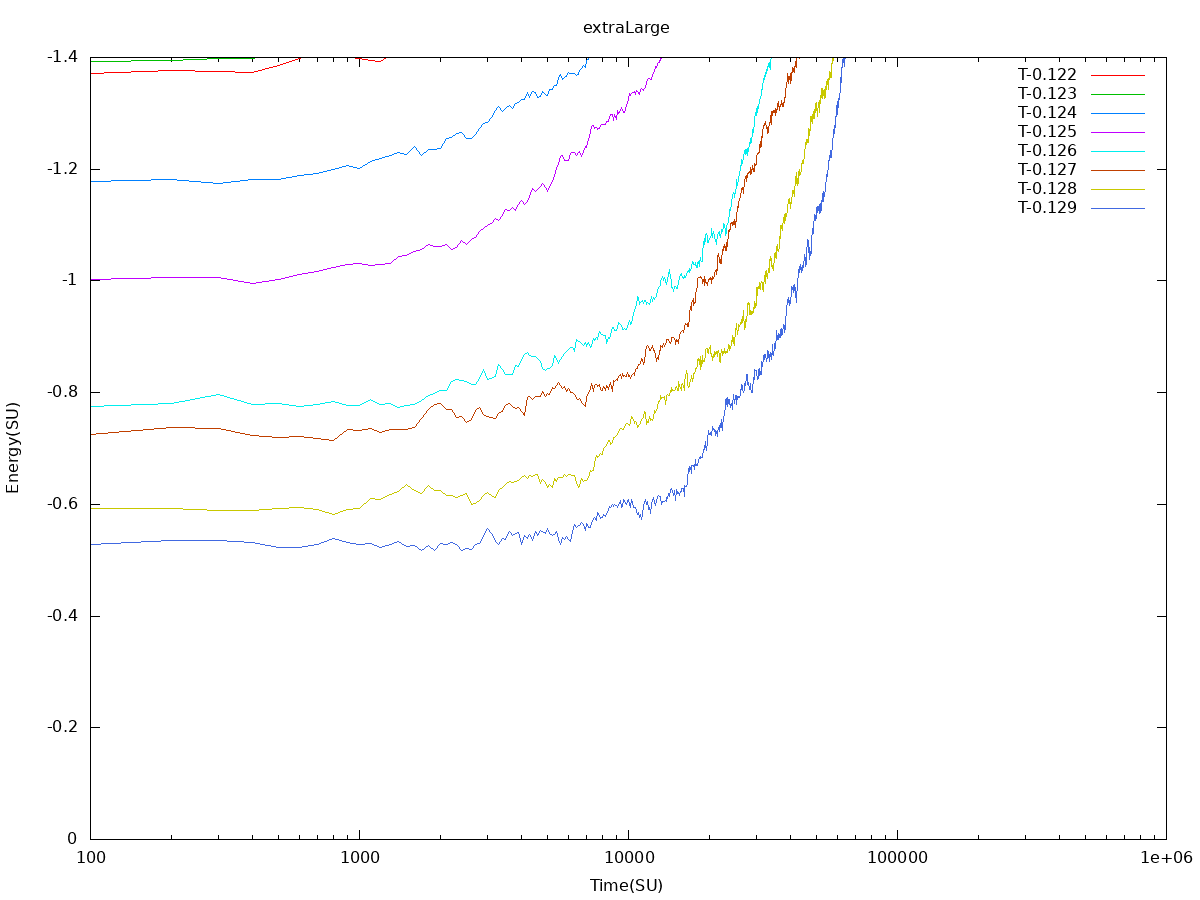 extraLarge
-1.4
-1.2
-1
-0.8
-0.6
-0.4
-0.2
0
Energy(SU)
T-0.122
T-0.123
T-0.124
T-0.125
T-0.126
T-0.127
T-0.128
T-0.129
100
1000
10000
100000
1e+06
Time(SU)